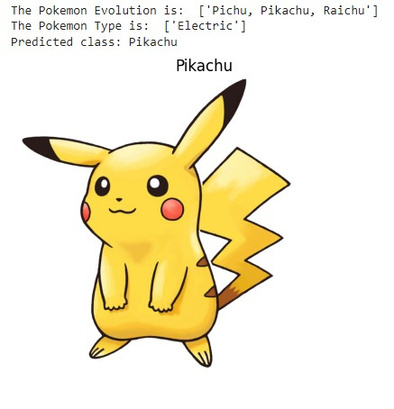 The Pokemon Evolution is:  ['Pichu, Pikachu, Raichu']
The Pokemon Type is:  ['Electric']
Predicted class: Pikachu
Pikachu